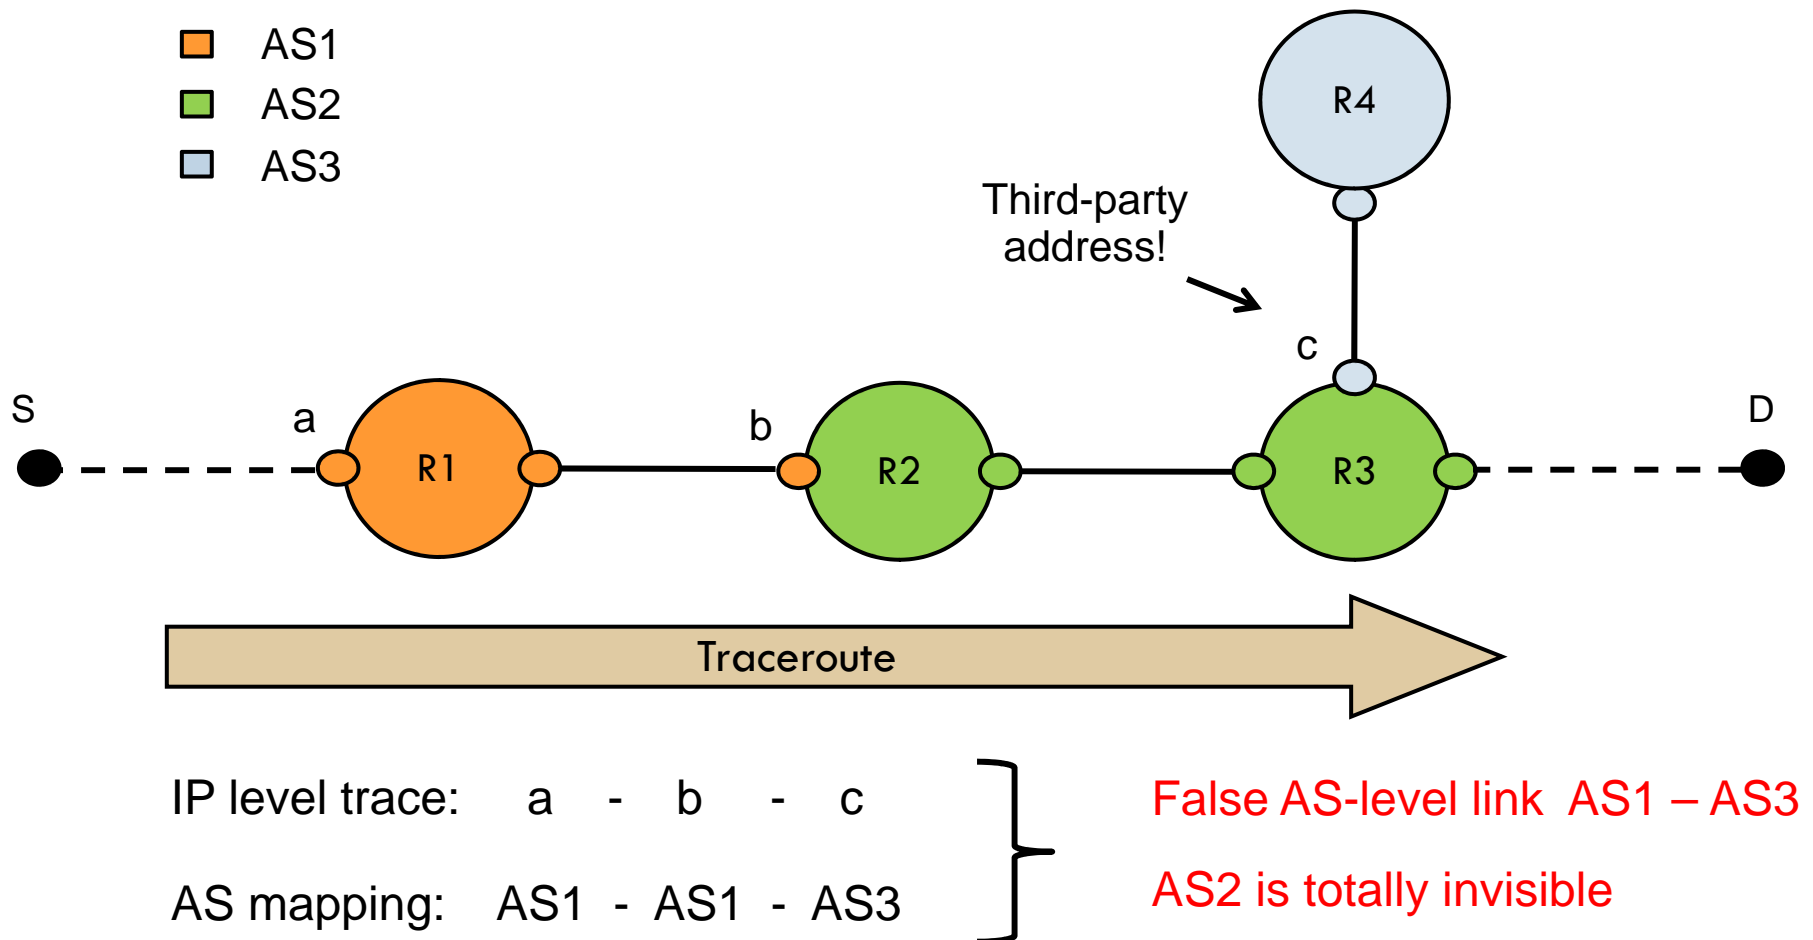 AS1
AS2
AS3
R4
Third-party
address!
c
S
a
R1
b
R2
R3
D
Traceroute
IP level trace: a - b - c
AS mapping: AS1 - AS1 - AS3
False AS-level link AS1 – AS3
AS2 is totally invisible